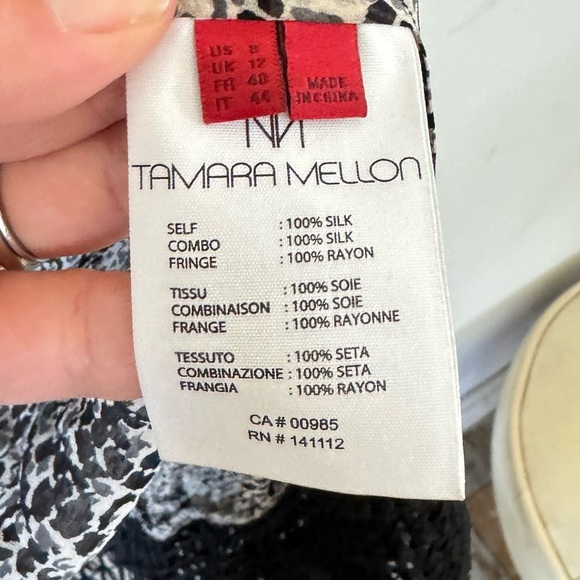 US 8
UK 12
FR 40
IT 44
MADE
IN CHINA
TAMARA MELLON
SELF : 100% SILK
COMBO : 100% SILK
FRINGE : 100% RAYON
TISSU : 100% SOIE
COMBINAISON : 100% SOIE
FRANGE : 100% RAYONNE
TESSUTO : 100% SETA
COMBINAZIONE : 100% SETA
FRANGIA : 100% RAYON
CA # 00985
RN # 141112